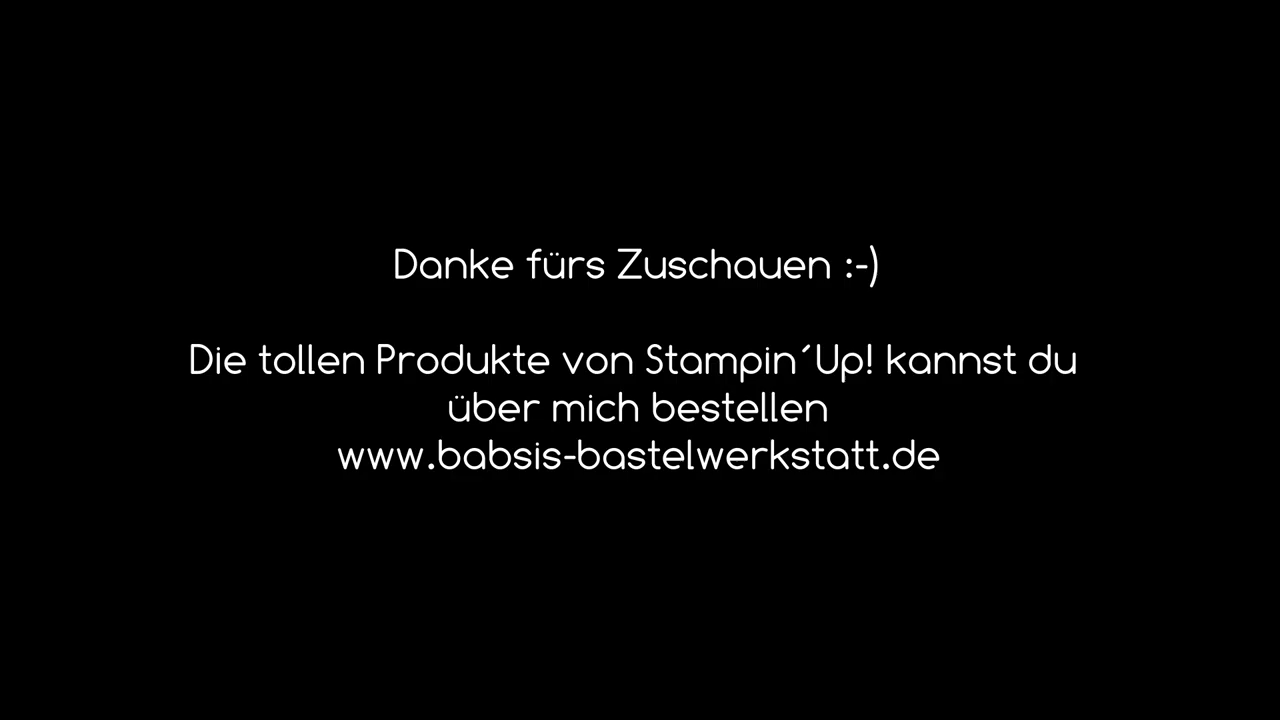 Danke fürs Zuschauen :-)
Die tollen Produkte von Stampin´Up! kannst du
über mich bestellen
www.babsis-bastelwerkstatt.de